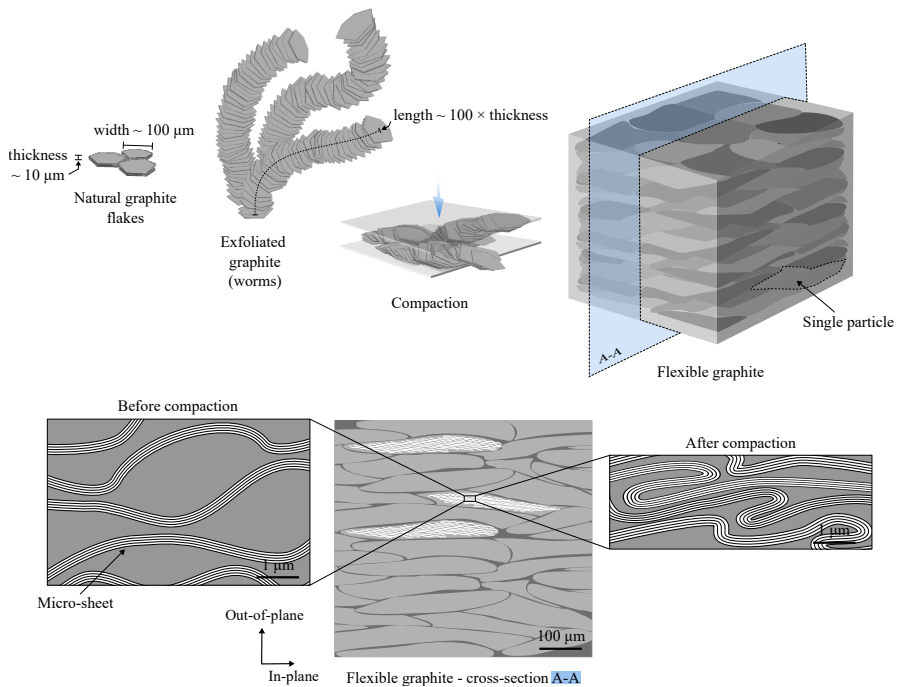 width ~ 100 μm
thickness
~ 10 μm
Natural graphite
flakes
length ~ 100 × thickness
Exfoliated
graphite
(worms)
Compaction
Single particle
A-A
Flexible graphite
Before compaction
1 μm
Micro-sheet
After compaction
1 μm
Out-of-plane
In-plane
100 μm
Flexible graphite - cross-section A-A